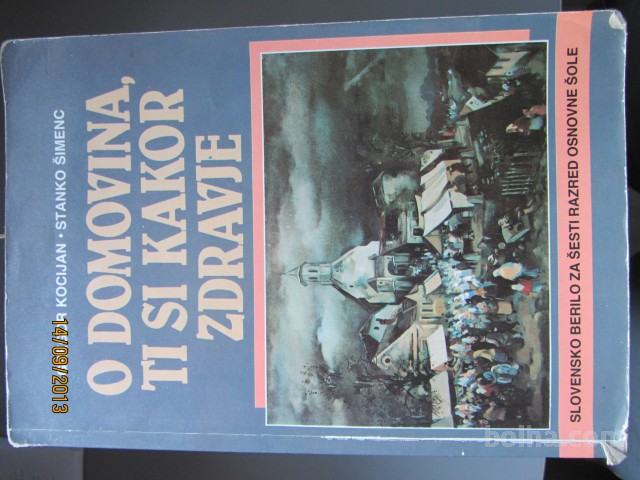 KOCIJAN • STANKO ŠIMENC
O DOMOVINA,
TI SI KAKOR
ZDRAVJE
SLOVENSKO BERILO ZA ŠESTI RAZRED OSNOVNE ŠOLE
14/09/2013
bolha.com